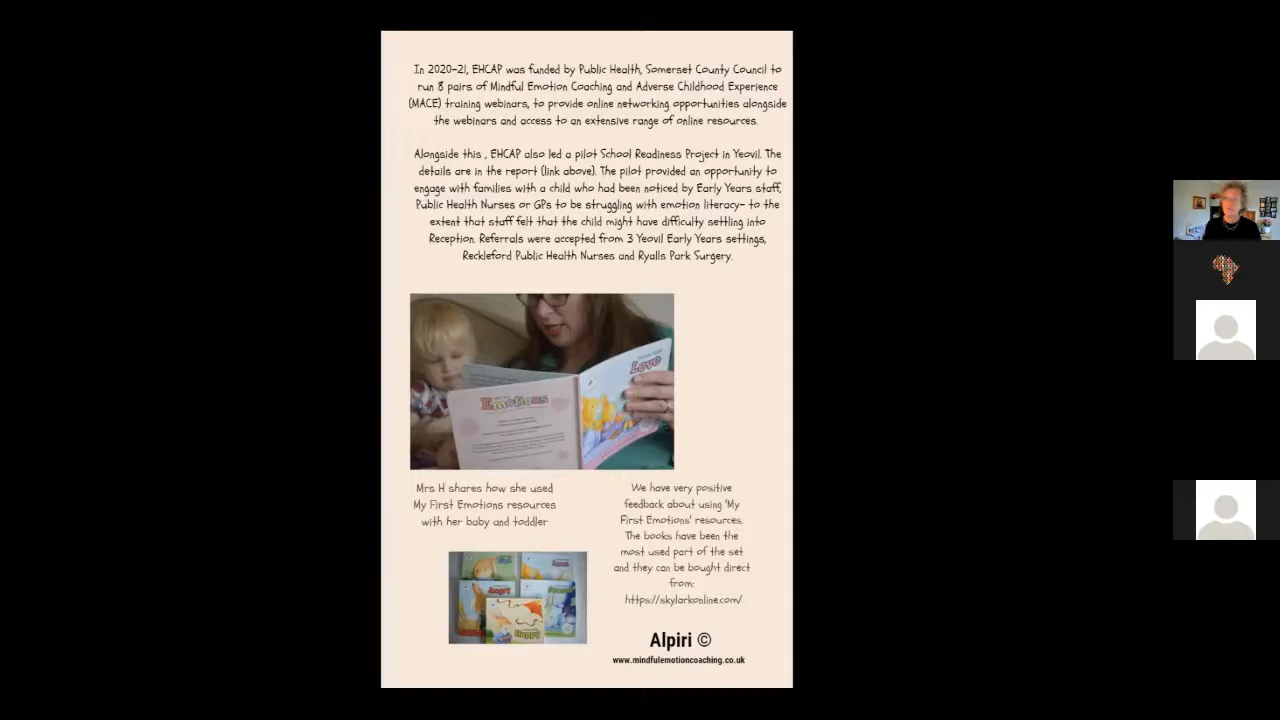 In 2020-21, EHCAP was funded by Public Health, Somerset County Council to
run 8 pairs of Mindful Emotion Coaching and Adverse Childhood Experience
(MACE) training webinars, to provide online networking opportunities alongside
the webinars and access to an extensive range of online resources.
Alongside this , EHCAP also led a pilot School Readiness Project in Yeovil. The
details are in the report (link above). The pilot provided an opportunity to
engage with families with a child who had been noticed by Early Years staff,
Public Health Nurses or GPs to be struggling with emotion literacy- to the
extent that staff felt that the child might have difficulty settling into
Reception. Referrals were accepted from 3 Yeovil Early Years settings,
Reckleford Public Health Nurses and Ryalls Park Surgery.
Love
Emotions
Mrs H shares how she used
My First Emotions resources
with her baby and toddler
We have very positive
feedback about using 'My
First Emotions' resources.
The books have been the
most used part of the set
and they can be bought direct
from:
https://skylarkonline.com/
Angry
Happy
Alpiri ©
www.mindfulemotioncoaching.co.uk